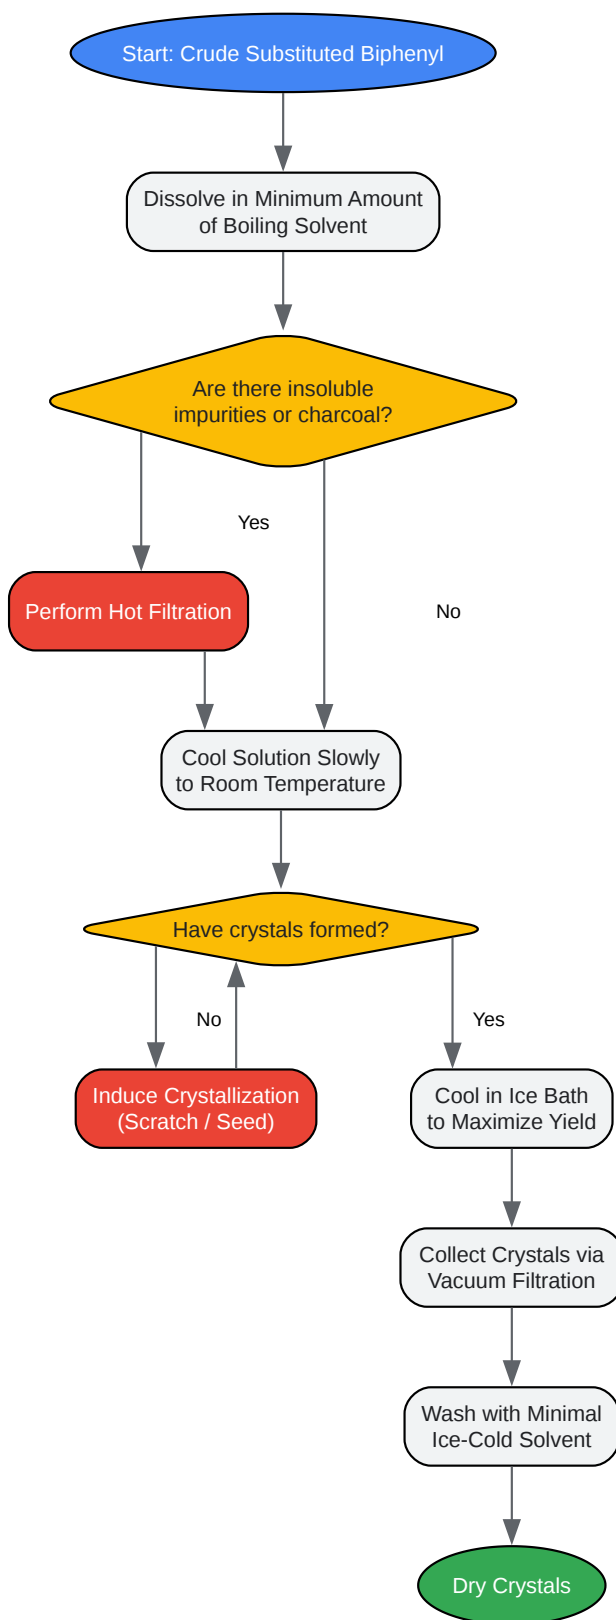 Start: Crude Substituted Biphenyl
Dissolve in Minimum Amount
of Boiling Solvent
Are there insoluble
impurities or charcoal?
Yes
Perform Hot Filtration
No
Cool Solution Slowly
to Room Temperature
Have crystals formed?
No
Yes
Induce Crystallization
(Scratch / Seed)
Cool in Ice Bath
to Maximize Yield
Collect Crystals via
Vacuum Filtration
Wash with Minimal
Ice-Cold Solvent
Dry Crystals